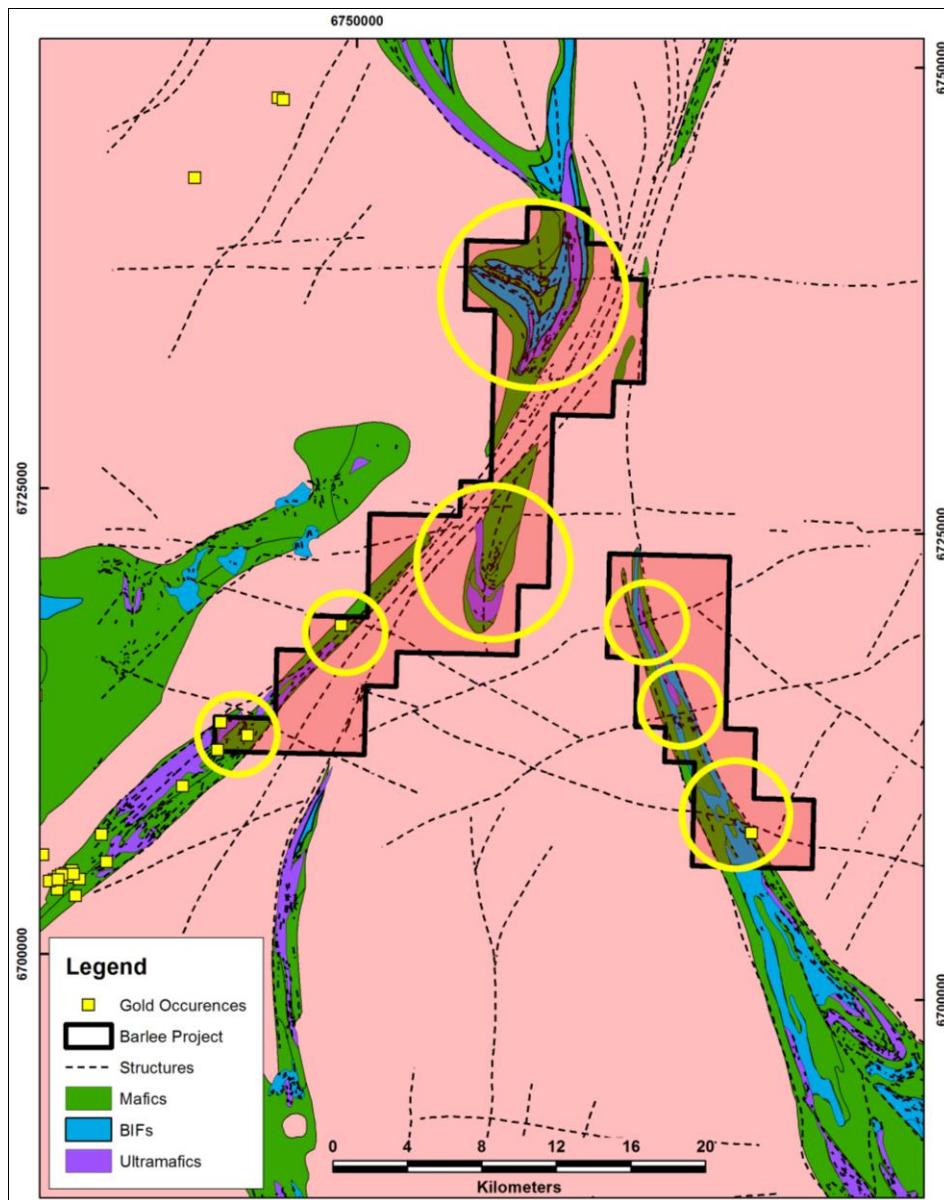 6750000
6750000
6725000
6725000
6700000
6700000
Legend
Gold Occurences
Barlee Project
Structures
Mafics
BIFs
Ultramafics
0 4 8 12 16 20
Kilometers